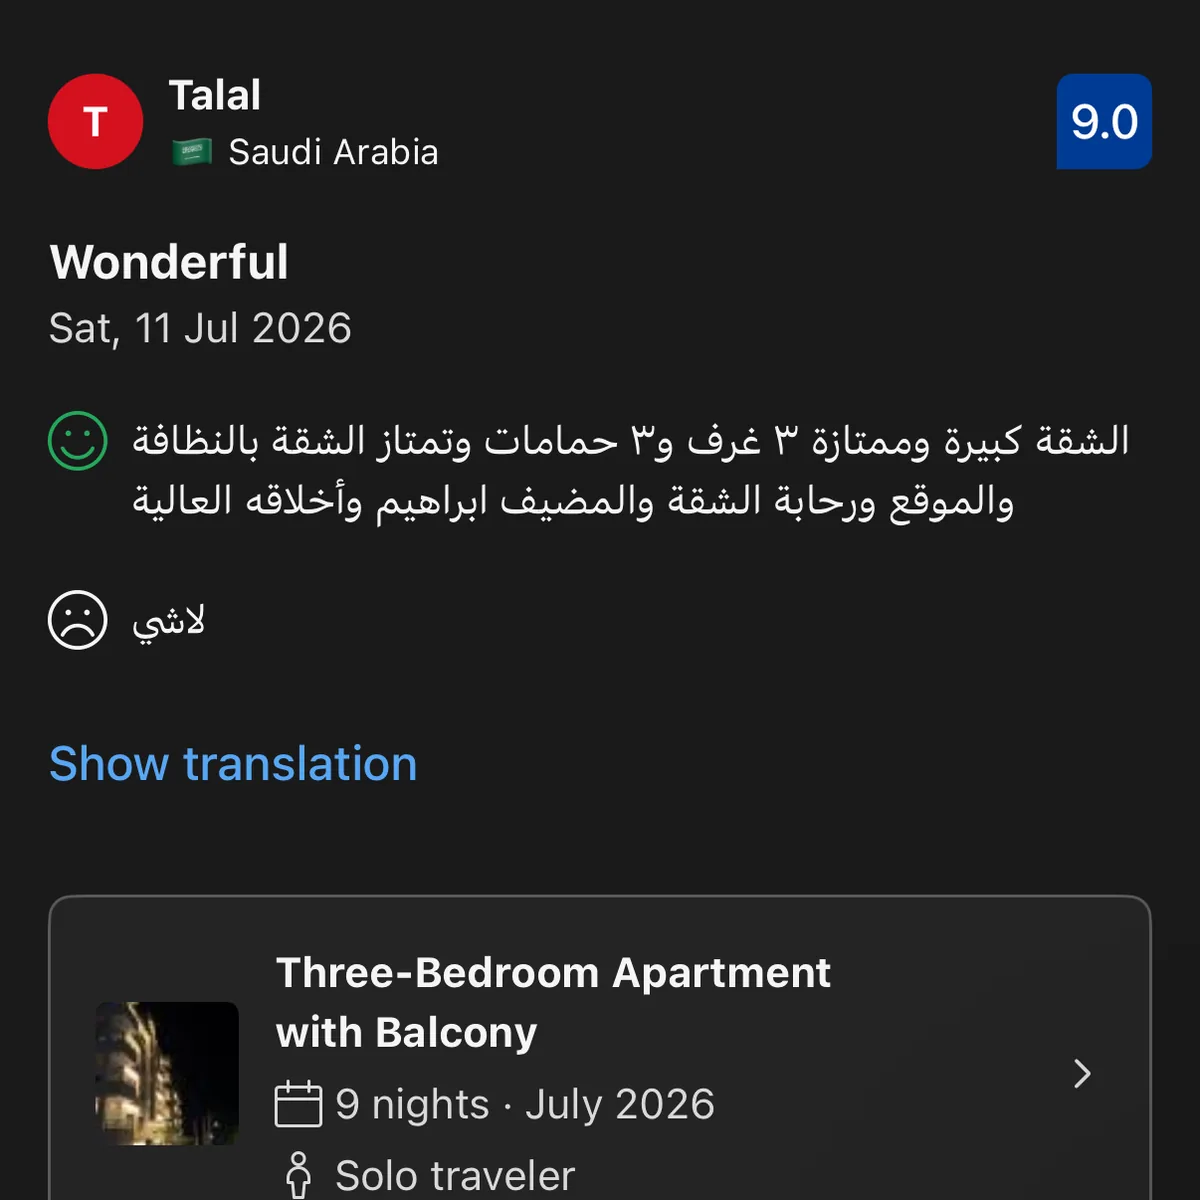 T
Talal
Saudi Arabia
9.0
Wonderful
Sat, 11 Jul 2026
الشقة كبيرة وممتازة ٣ غرف و٣ حمامات وتمتاز الشقة بالنظافة
والموقع ورحابة الشقة والمضيف ابراهيم وأخلاقه العالية
لاشي
Show translation
Three-Bedroom Apartment
with Balcony
9 nights · July 2026
Solo traveler